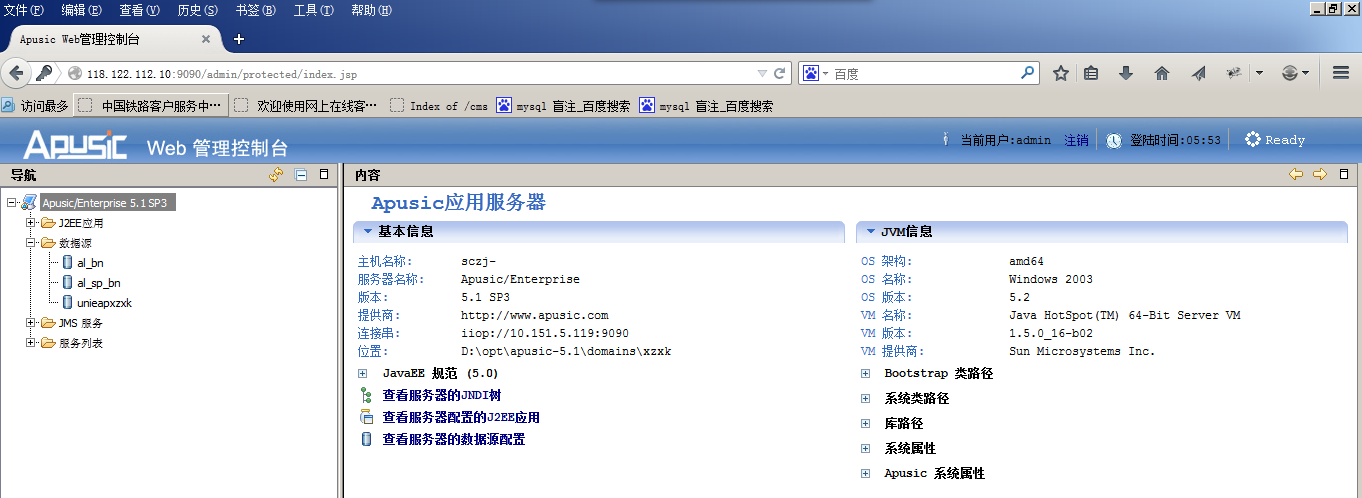 文件(F) 编辑(E) 查看(V) 历史(S) 书签(B) 工具(T) 帮助(H)
Apusic Web管理控制台
118.122.112.10:9090/admin/protected/index.jsp
百度
访问最多 中国铁路客户服务中… 欢迎使用网上在线客… Index of /cms mysql 盲注_百度搜索 mysql 盲注_百度搜索
Apusic Web 管理控制台
当前用户:admin 注销 登陆时间:05:53 Ready
导航
Apusic/Enterprise 5.1 SP3
J2EE应用
数据源
al_bn
al_sp_bn
unieapxzxk
JMS 服务
服务列表
内容
Apusic应用服务器
基本信息
主机名称: sczj-
服务器名称: Apusic/Enterprise
版本: 5.1 SP3
提供商: http://www.apusic.com
连接串: iiop://10.151.5.119:9090
位置: D:\opt\apusic-5.1\domains\xzxk
JavaEE 规范 (5.0)
查看服务器的JNDI树
查看服务器配置的J2EE应用
查看服务器的数据源配置
JVM信息
OS 架构: amd64
OS 名称: Windows 2003
OS 版本: 5.2
VM 名称: Java HotSpot(TM) 64-Bit Server VM
VM 版本: 1.5.0_16-b02
VM 提供商: Sun Microsystems Inc.
Bootstrap 类路径
系统类路径
库路径
系统属性
Apusic 系统属性